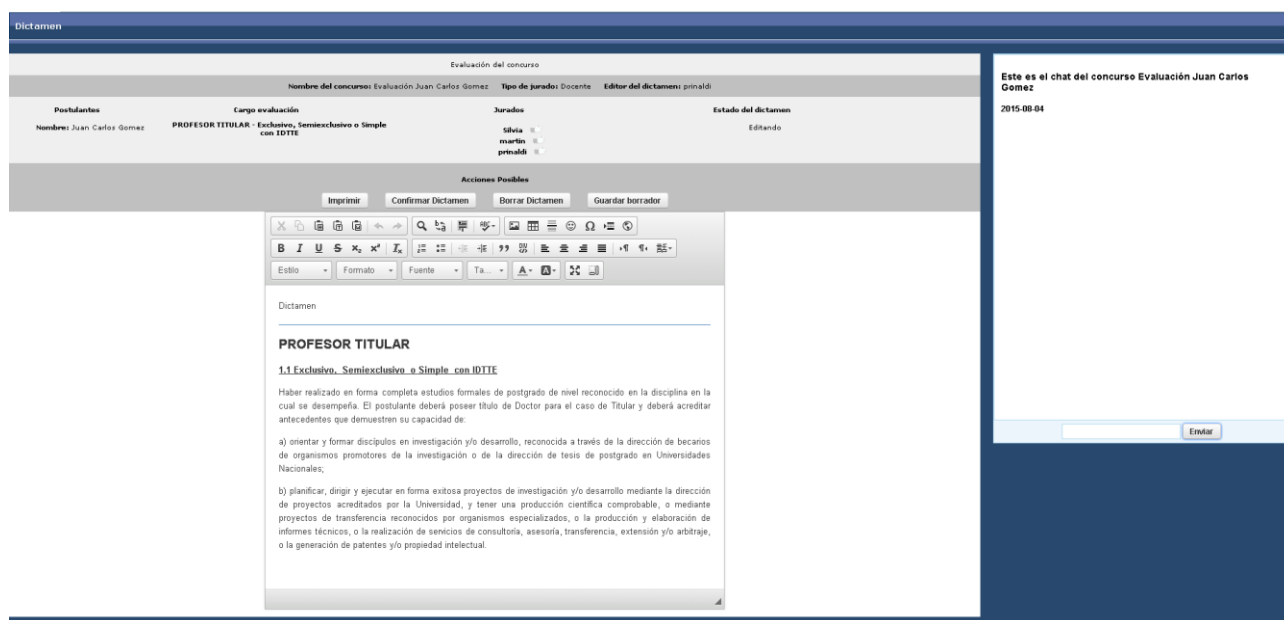 Dictamen
Evaluación del concurso
Nombre del concurso: Evaluación Juan Carlos Gomez Tipo de jurado: Docente Editor del dictamen: prinaldi
Postulantes Cargo evaluación Jurados Estado del dictamen
Nombre: Juan Carlos Gomez PROFESOR TITULAR - Exclusivo, Semiexclusivo o Simple Editando
con IDTTE
Silvia
martin
prinaldi
Acciones Posibles
Imprimir Confirmar Dictamen Borrar Dictamen Guardar borrador
B I U S x₂ x² Ix
Estilo Formato Fuente Ta... A A
Dictamen
PROFESOR TITULAR
1.1 Exclusivo, Semiexclusivo o Simple con IDTTE
Haber realizado en forma completa estudios formales de postgrado de nivel reconocido en la disciplina en la
cual se desempeña. El postulante deberá poseer título de Doctor para el caso de Titular y deberá acreditar
antecedentes que demuestren su capacidad de:
a) orientar y formar discípulos en investigación y/o desarrollo, reconocida a través de la dirección de becarios
de organismos promotores de la investigación o de la dirección de tesis de postgrado en Universidades
Nacionales;
b) planificar, dirigir y ejecutar en forma exitosa proyectos de investigación y/o desarrollo mediante la dirección
de proyectos acreditados por la Universidad, y tener una producción científica comprobable, o mediante
proyectos de transferencia reconocidos por organismos especializados, o la producción y elaboración de
informes técnicos, o la realización de servicios de consultoría, asesoría, transferencia, extensión y/o arbitraje,
o la generación de patentes y/o propiedad intelectual.
Este es el chat del concurso Evaluación Juan Carlos
Gomez
2015-08-04
Enviar